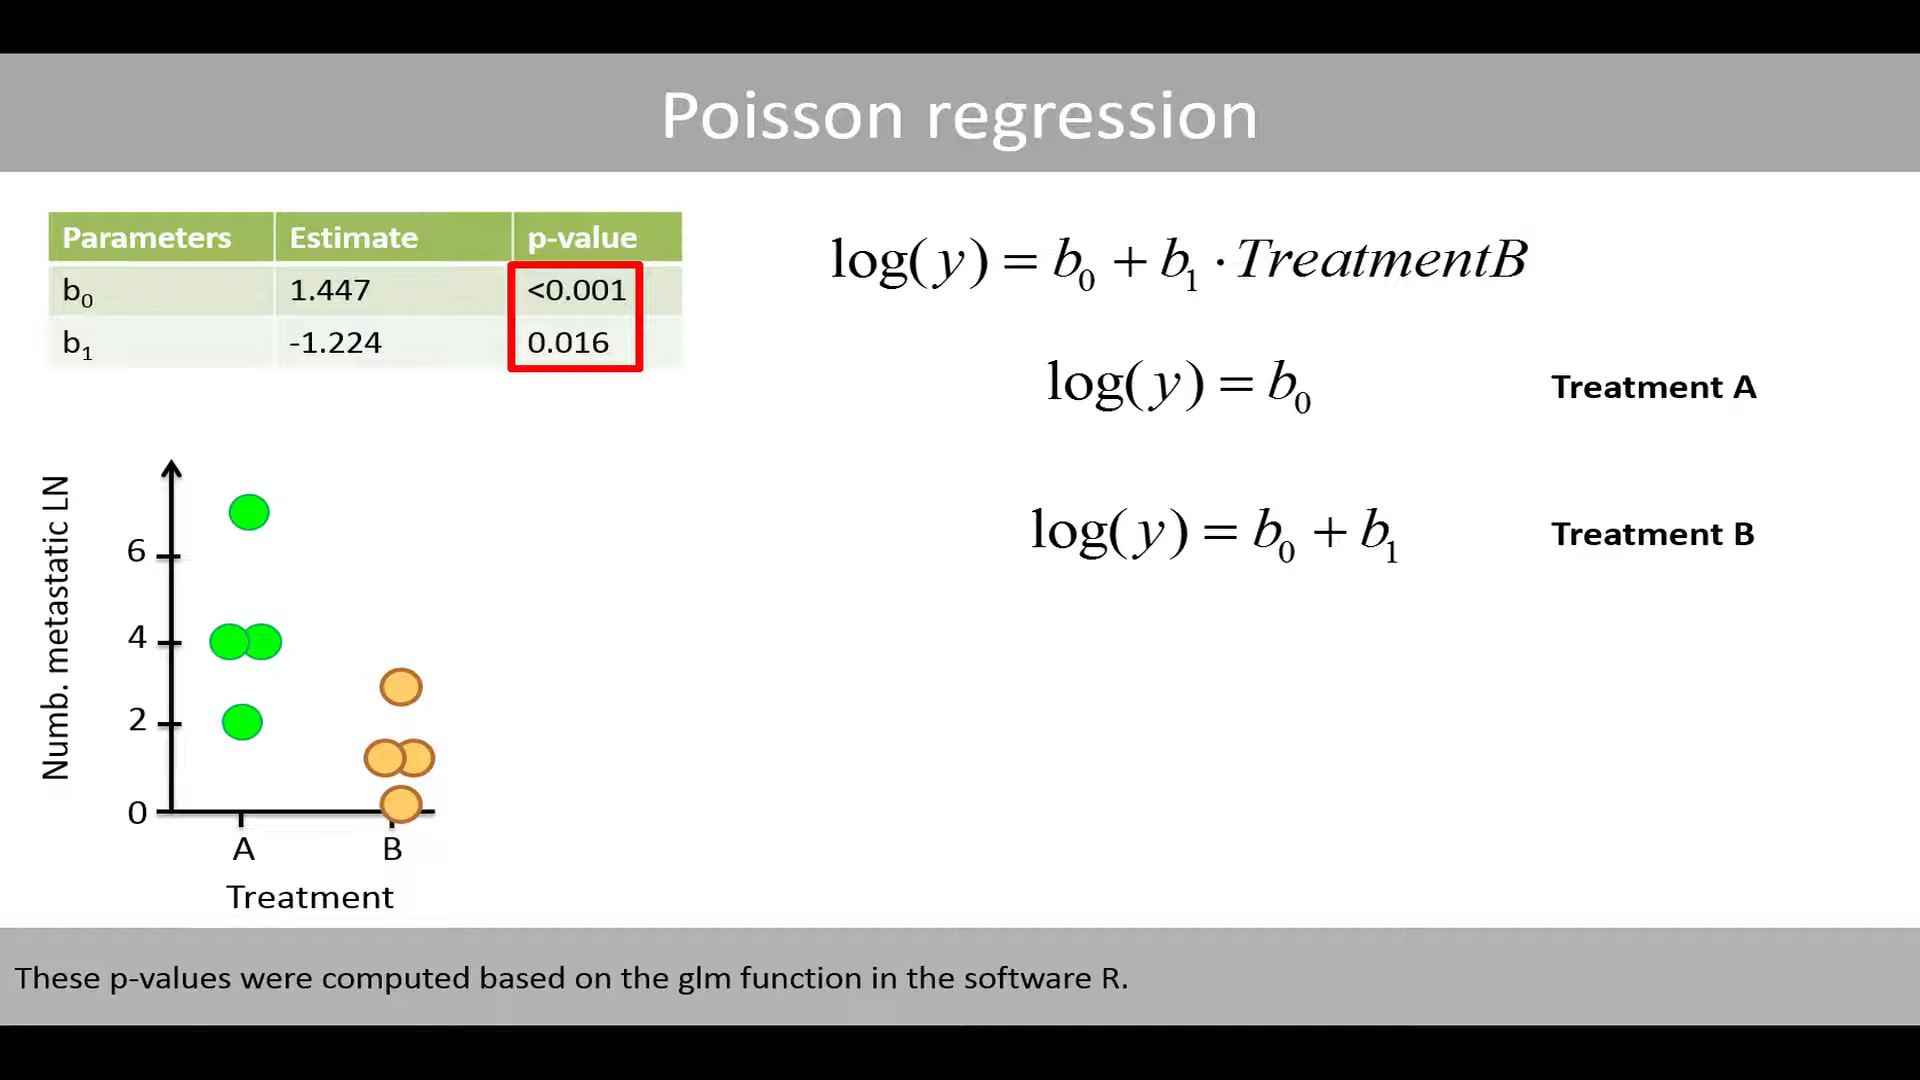 Poisson regression
Parameters Estimate p-value
b0 1.447 <0.001
b1 -1.224 0.016
log(y) = b0 + b1 · TreatmentB
log(y) = b0 Treatment A
log(y) = b0 + b1 Treatment B
Numb. metastatic LN
6
4
2
0
A B
Treatment
These p-values were computed based on the glm function in the software R.